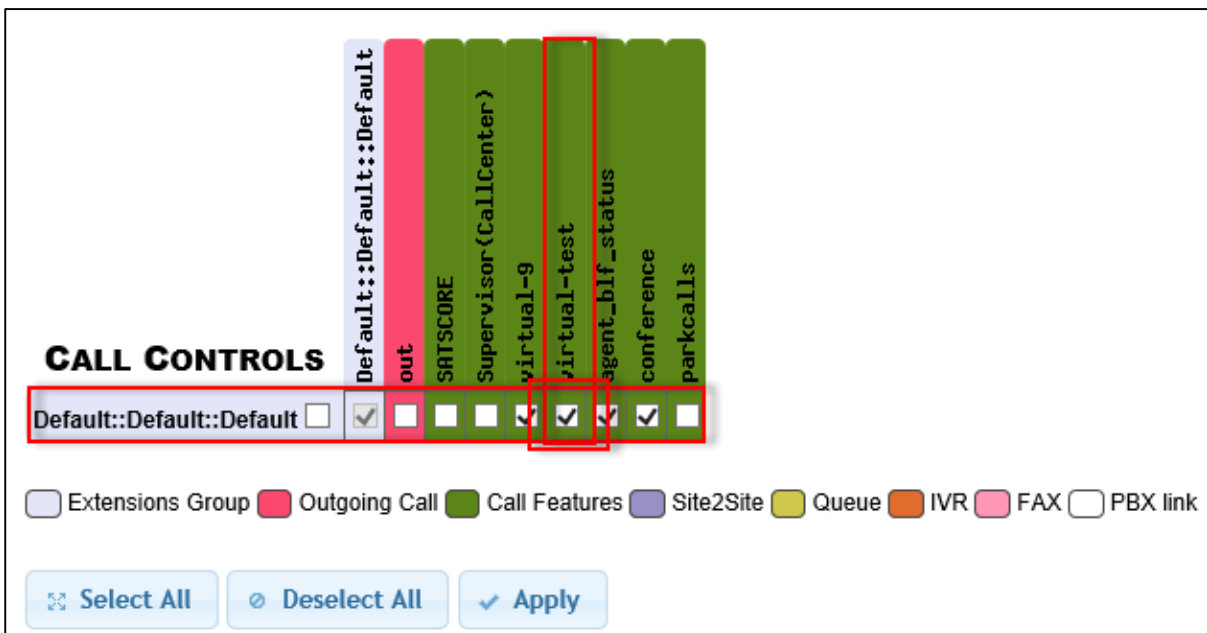 Default::Default::Default
out
SATSCORE
Supervisor(CallCenter)
virtual-9
virtual-test
agent_blf_status
conference
parkcalls
CALL CONTROLS
Default::Default::Default
Extensions Group Outgoing Call Call Features Site2Site Queue IVR FAX PBX link
Select All Deselect All Apply